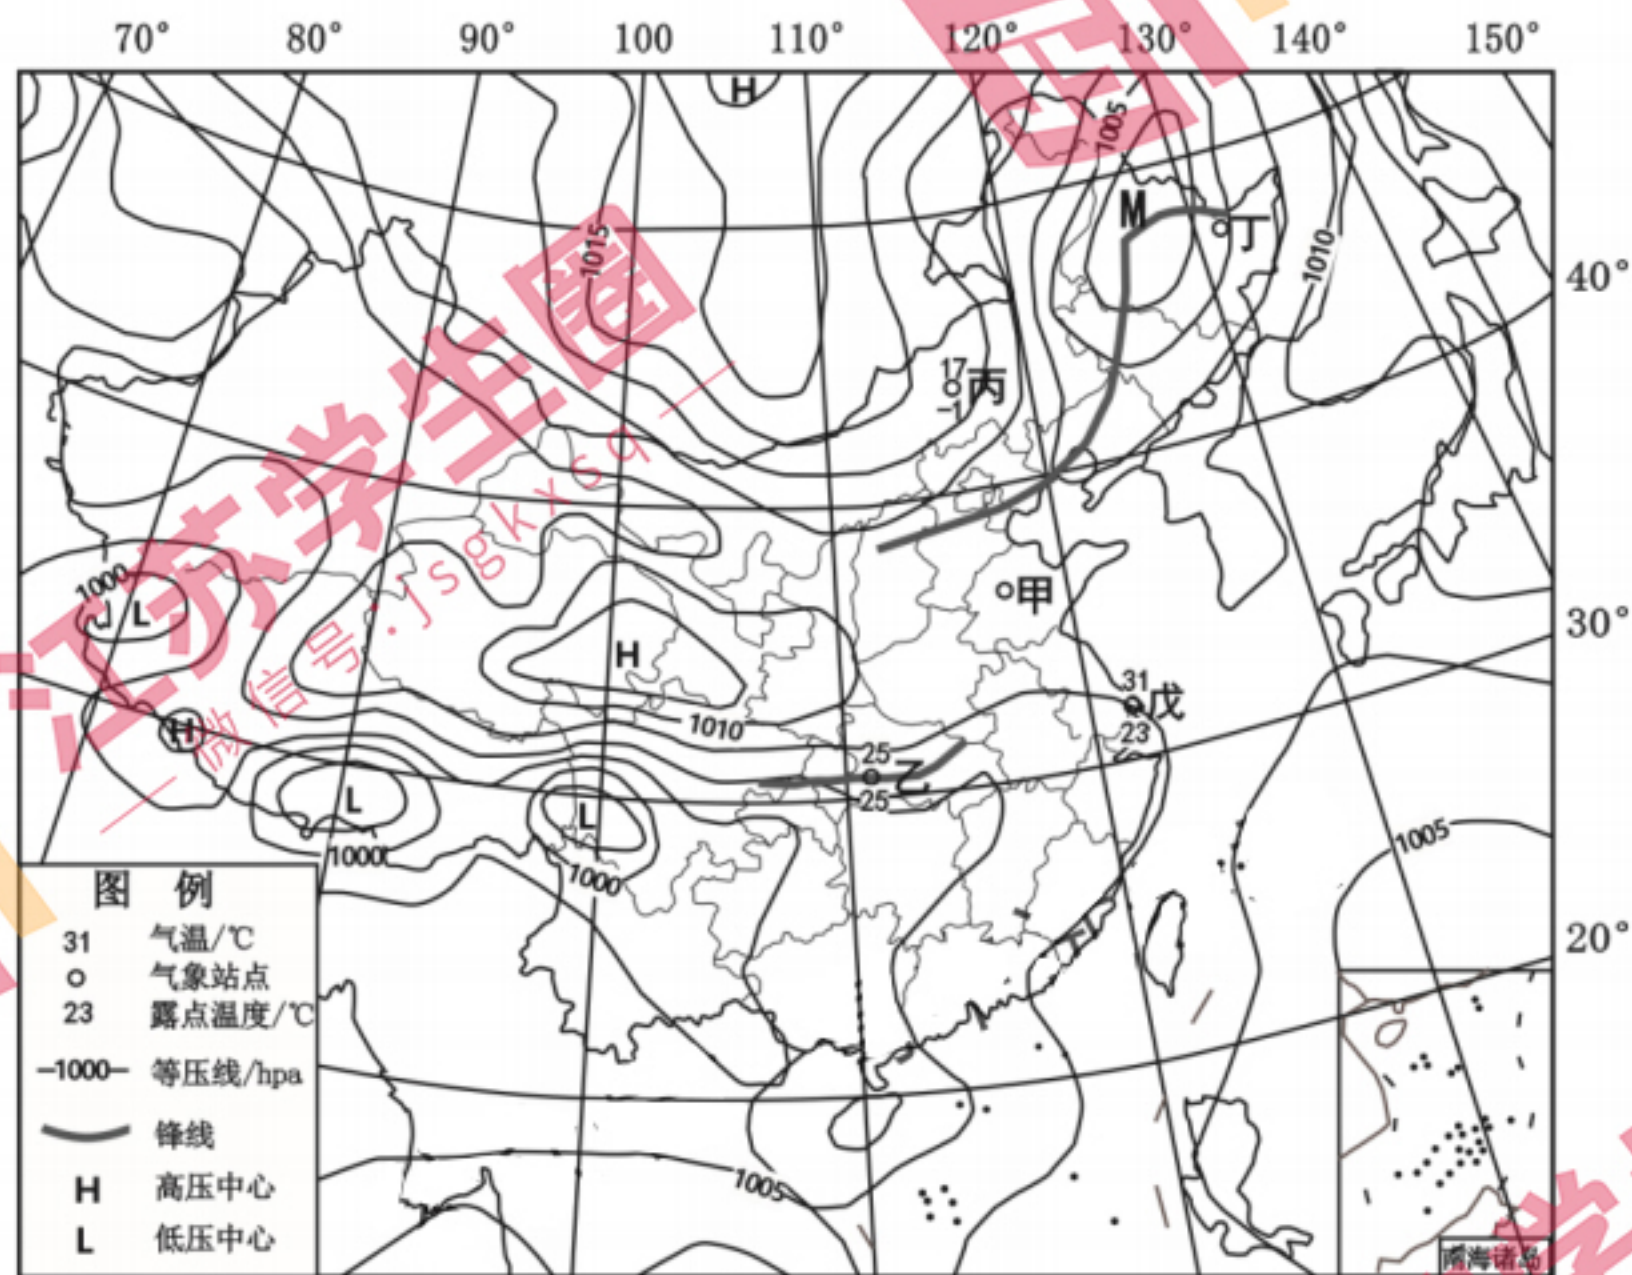 70° 80° 90° 100 110° 120° 130° 140° 150°
H
1005
M
丁
1015
1010
40°
17
丙
-1
1000
L
甲
30°
H
31
戊
23
H
1010
25
乙
25
L
L
1005
1000
1000
20°
图 例
31 气温/℃
气象站点
23 露点温度/℃
-1000- 等压线/hpa
锋线
H 高压中心
L 低压中心
1005
南海诸岛
江苏学生圈
微信号:jsgkxsq